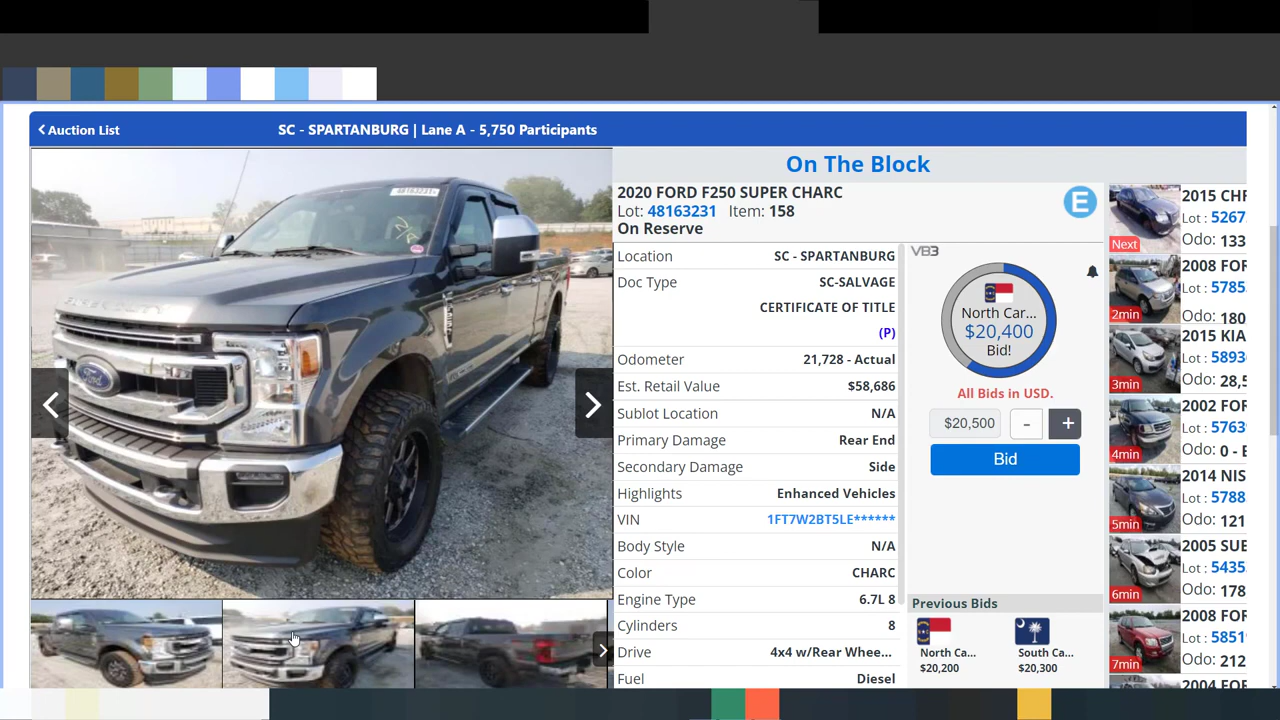 Auction List
SC - SPARTANBURG | Lane A - 5,750 Participants
48163231
N/A
Ford
On The Block
2020 FORD F250 SUPER CHARC
Lot: 48163231 Item: 158
On Reserve
E
Location SC - SPARTANBURG
Doc Type SC-SALVAGE
CERTIFICATE OF TITLE
(P)
Odometer 21,728 - Actual
Est. Retail Value $58,686
Sublot Location N/A
Primary Damage Rear End
Secondary Damage Side
Highlights Enhanced Vehicles
VIN 1FT7W2BT5LE******
Body Style N/A
Color CHARC
Engine Type 6.7L 8
Cylinders 8
Drive 4x4 w/Rear Whee...
Fuel Diesel
VB3
North Car...
$20,400
Bid!
All Bids in USD.
$20,500 - +
Bid
Previous Bids
North Ca... South Ca...
$20,200 $20,300
2015 CHR
Lot : 5267
Next Odo: 133
2008 FOR
Lot : 5785
2min Odo: 180
2015 KIA
Lot : 5893
3min Odo: 28,5
2002 FOR
Lot : 5763
4min Odo: 0 - E
2014 NIS
Lot : 5788
5min Odo: 121
2005 SUB
Lot : 5435
6min Odo: 178
2008 FOR
Lot : 5851
7min Odo: 212
2004 FOR